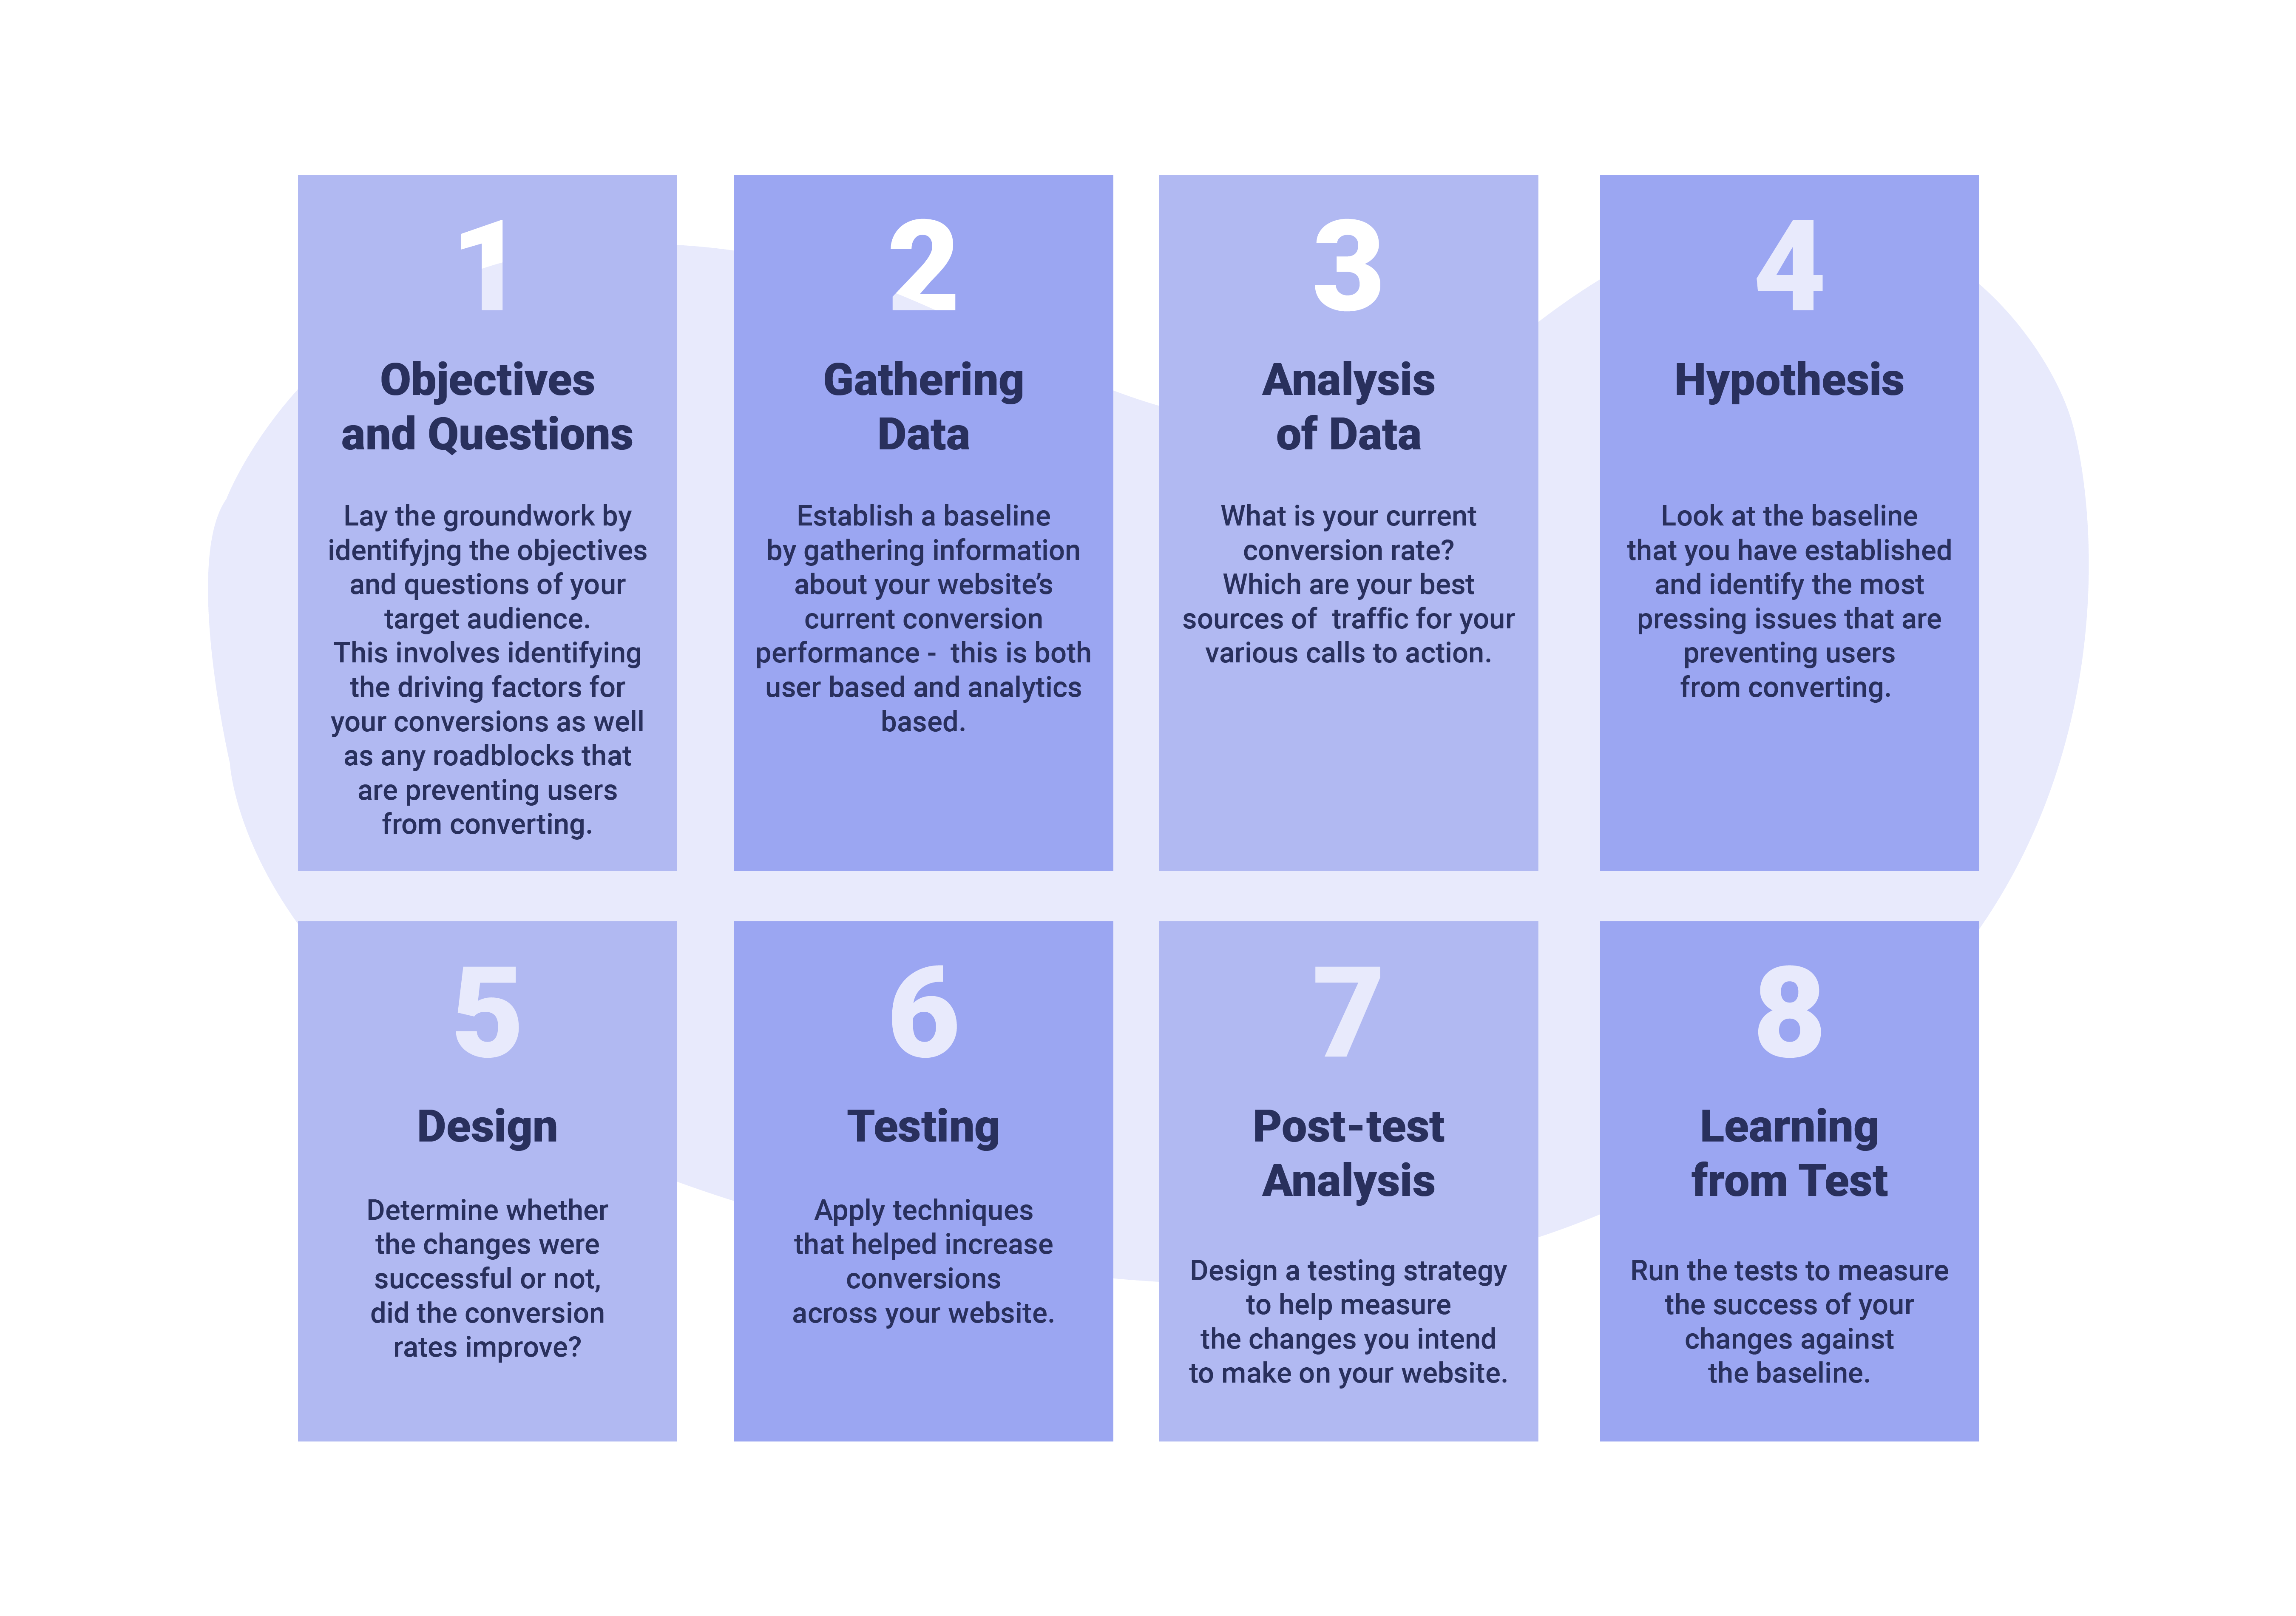 1
Objectives
and Questions
Lay the groundwork by
identifyjng the objectives
and questions of your
target audience.
This involves identifying
the driving factors for
your conversions as well
as any roadblocks that
are preventing users
from converting.
2
Gathering
Data
Establish a baseline
by gathering information
about your website’s
current conversion
performance -  this is both
user based and analytics
based.
3
Analysis
of Data
What is your current
conversion rate?
Which are your best
sources of  traffic for your
various calls to action.
4
Hypothesis
Look at the baseline
that you have established
and identify the most
pressing issues that are
preventing users
from converting.
5
Design
Determine whether
the changes were
successful or not,
did the conversion
rates improve?
6
Testing
Apply techniques
that helped increase
conversions
across your website.
7
Post-test
Analysis
Design a testing strategy
to help measure
the changes you intend
to make on your website.
8
Learning
from Test
Run the tests to measure
the success of your
changes against
the baseline.